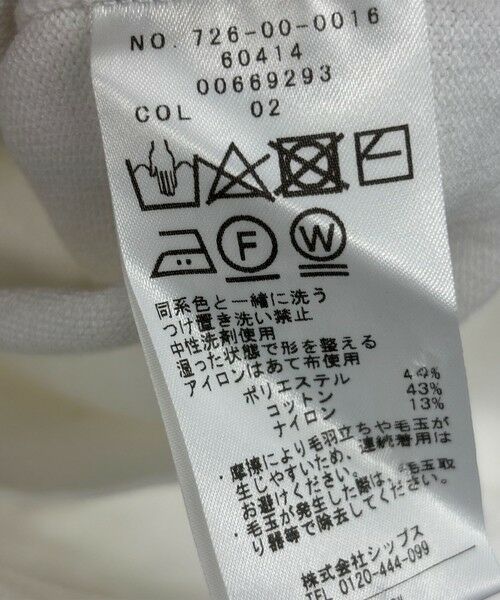 NO. 726-00-0016
60414
00669293
COL 02
F W
同系色と一緒に洗う
つけ置き洗い禁止
中性洗剤使用
湿った状態で形を整える
アイロンはあて布使用
ポリエステル 44%
コットン 43%
ナイロン 13%
・摩擦により毛羽立ちや毛玉が
生じやすいため、連続着用は
お避けください。
・毛玉が発生した際は、毛玉取
り器等で除去してください。
株式会社シップス
TEL 0120-444-099